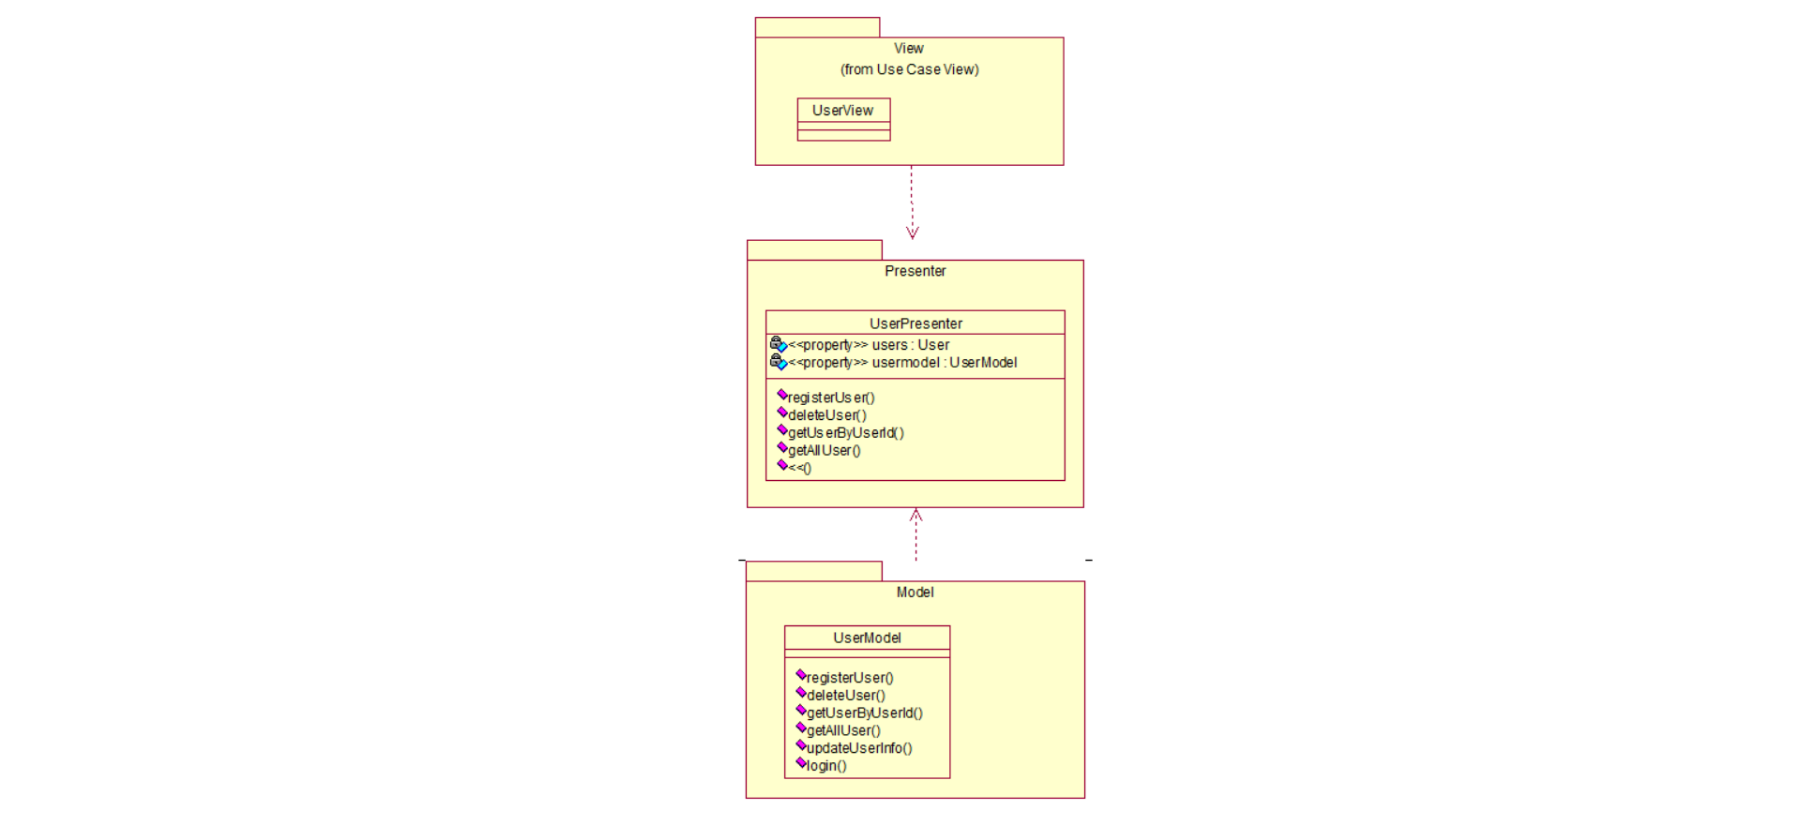 View
(from Use Case View)
UserView
Presenter
UserPresenter
<<property>> users : User
<<property>> usermodel : UserModel
registerUser()
deleteUser()
getUserByUserId()
getAllUser()
<<()
Model
UserModel
registerUser()
deleteUser()
getUserByUserId()
getAllUser()
updateUserInfo()
login()